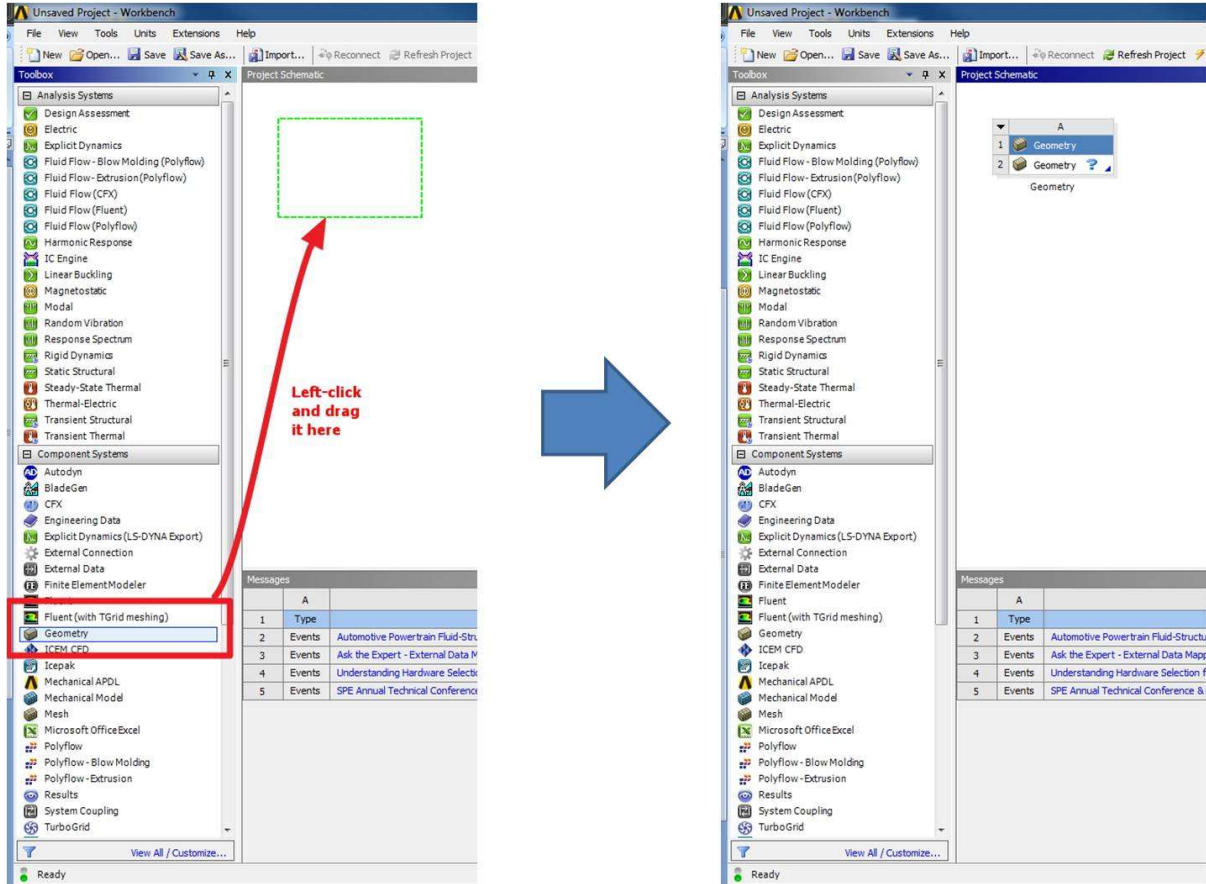 Unsaved Project - Workbench
File View Tools Units Extensions Help
New Open... Save Save As... Import... Reconnect Refresh Project
Toolbox
Project Schematic
Analysis Systems
Design Assessment
Electric
Explicit Dynamics
Fluid Flow - Blow Molding (Polyflow)
Fluid Flow - Extrusion (Polyflow)
Fluid Flow (CFX)
Fluid Flow (Fluent)
Fluid Flow (Polyflow)
Harmonic Response
IC Engine
Linear Buckling
Magnetostatic
Modal
Random Vibration
Response Spectrum
Rigid Dynamics
Static Structural
Steady-State Thermal
Thermal-Electric
Transient Structural
Transient Thermal
Component Systems
Autodyn
BladeGen
CFX
Engineering Data
Explicit Dynamics (LS-DYNA Export)
External Connection
External Data
Finite Element Modeler
Fluent (with TGrid meshing)
Geometry
ICEM CFD
Icepak
Mechanical APDL
Mechanical Model
Mesh
Microsoft Office Excel
Polyflow
Polyflow - Blow Molding
Polyflow - Extrusion
Results
System Coupling
TurboGrid
View All / Customize...
Ready
Left-click
and drag
it here
Messages
A
1 Type
2 Events Automotive Powertrain Fluid-Stru
3 Events Ask the Expert - External Data M
4 Events Understanding Hardware Selectio
5 Events SPE Annual Technical Conference
Unsaved Project - Workbench
File View Tools Units Extensions Help
New Open... Save Save As... Import... Reconnect Refresh Project
Toolbox
Project Schematic
Analysis Systems
Design Assessment
Electric
Explicit Dynamics
Fluid Flow - Blow Molding (Polyflow)
Fluid Flow - Extrusion (Polyflow)
Fluid Flow (CFX)
Fluid Flow (Fluent)
Fluid Flow (Polyflow)
Harmonic Response
IC Engine
Linear Buckling
Magnetostatic
Modal
Random Vibration
Response Spectrum
Rigid Dynamics
Static Structural
Steady-State Thermal
Thermal-Electric
Transient Structural
Transient Thermal
Component Systems
Autodyn
BladeGen
CFX
Engineering Data
Explicit Dynamics (LS-DYNA Export)
External Connection
External Data
Finite Element Modeler
Fluent
Fluent (with TGrid meshing)
Geometry
ICEM CFD
Icepak
Mechanical APDL
Mechanical Model
Mesh
Microsoft Office Excel
Polyflow
Polyflow - Blow Molding
Polyflow - Extrusion
Results
System Coupling
TurboGrid
View All / Customize...
Ready
A
1 Geometry
2 Geometry ?
Geometry
Messages
A
1 Type
2 Events Automotive Powertrain Fluid-Structu
3 Events Ask the Expert - External Data Mapp
4 Events Understanding Hardware Selection f
5 Events SPE Annual Technical Conference &